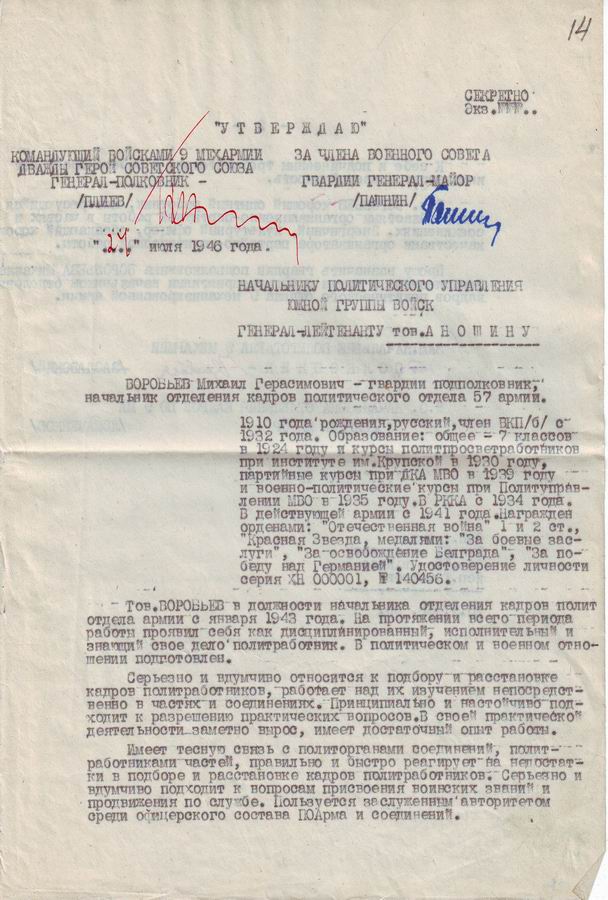 14
СЕКРЕТНО
Экз.№№№..
"У Т В Е Р Ж Д А Ю"
КОМАНДУЮЩИЙ ВОЙСКАМИ 9 МЕХАРМИИ
ДВАЖДЫ ГЕРОЙ СОВЕТСКОГО СОЮЗА
ГЕНЕРАЛ-ПОЛКОВНИК -
/ПЛИЕВ/
ЗА ЧЛЕНА ВОЕННОГО СОВЕТА
ГВАРДИИ ГЕНЕРАЛ-МАЙОР
/ПАШНИН/
"24" июля 1946 года.
НАЧАЛЬНИКУ ПОЛИТИЧЕСКОГО УПРАВЛЕНИЯ
ЮЖНОЙ ГРУППЫ ВОЙСК
ГЕНЕРАЛ-ЛЕЙТЕНАНТУ тов.А Н О Ш И Н У
ВОРОБЬЕВ Михаил Герасимович - гвардии подполковник,
начальник отделения кадров политического отдела 57 армии.
1910 года рождения,русский,член ВКП/б/ с
1932 года. Образование: общее - 7 классов
в 1924 году и курсы политпросветработников
при институте им.Крупской в 1930 году,
партийные курсы при ДКА МВО в 1939 году
и военно-политические курсы при Политуправ-
лении МВО в 1935 году.В РККА с 1934 года.
В действующей армии с 1941 года.Награжден
орденами: "Отечественная война" 1 и 2 ст.,
"Красная Звезда, медалями: "За боевые зас-
луги", "За освобождение Белграда", "За по-
беду над Германией". Удостоверение личности
серия ХН 000001, № 140456.
Тов.ВОРОБЬЕВ в должности начальника отделения кадров полит
отдела армии с января 1943 года. На протяжении всего периода
работы проявил себя как дисциплинированный, исполнительный и
знающий свое дело политработник. В политическом и военном отно-
шении подготовлен.
Серьезно и вдумчиво относится к подбору и расстановке
кадров политработников, работает над их изучением непосредст-
венно в частях и соединениях. Принципиально и настойчиво под-
ходит к разрешению практических вопросов.В своей практической
деятельности заметно вырос, имеет достаточный опыт работы.
Имеет тесную связь с политорганами соединений, полит-
работниками частей, правильно и быстро реагирует на недостат-
ки в подборе и расстановке кадров политработников. Серьезно и
вдумчиво подходит к вопросам присвоения воинских званий и
продвижения по службе. Пользуется заслуженным авторитетом
среди офицерского состава ПОАрма и соединений.